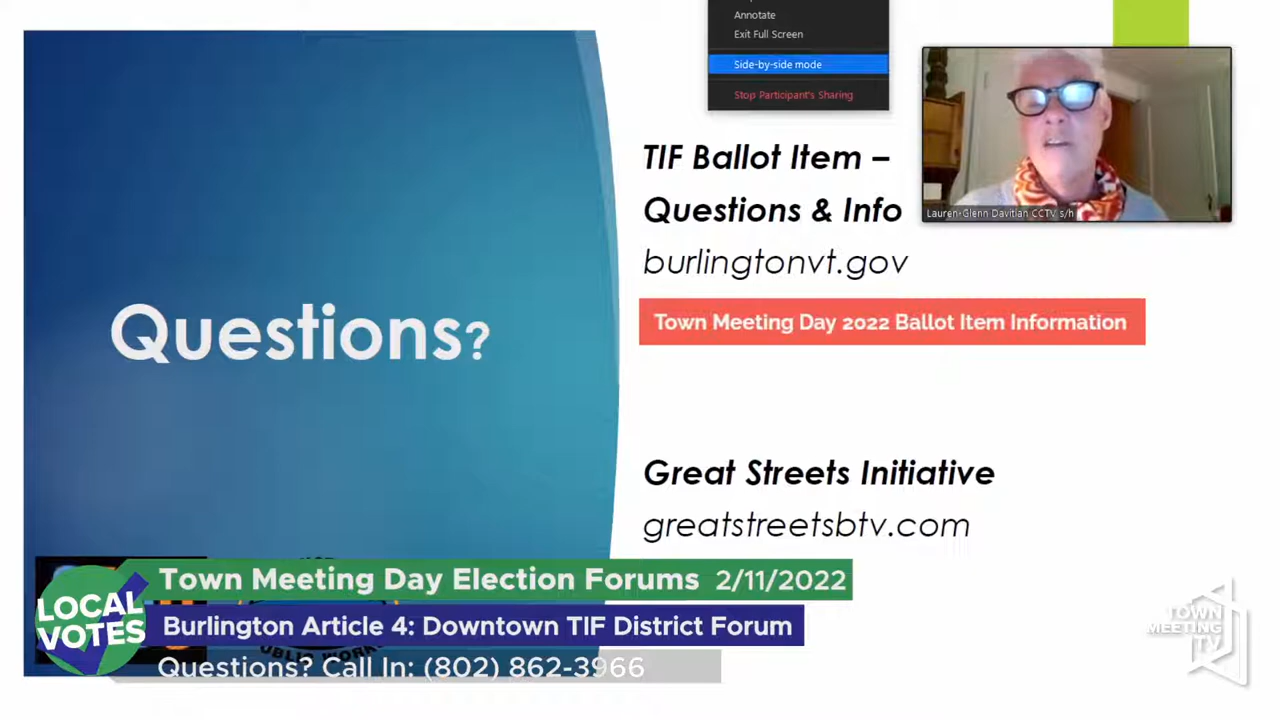 Annotate
Exit Full Screen
Side-by-side mode
Stop Participant's Sharing
Lauren-Glenn Davitian CCTV s/h
TIF Ballot Item –
Questions & Info
burlingtonvt.gov
Town Meeting Day 2022 Ballot Item Information
Questions?
Great Streets Initiative
greatstreetsbtv.com
LOCAL
VOTES
Town Meeting Day Election Forums 2/11/2022
Burlington Article 4: Downtown TIF District Forum
Questions? Call In: (802) 862-3966
TOWN
MEETING
TV